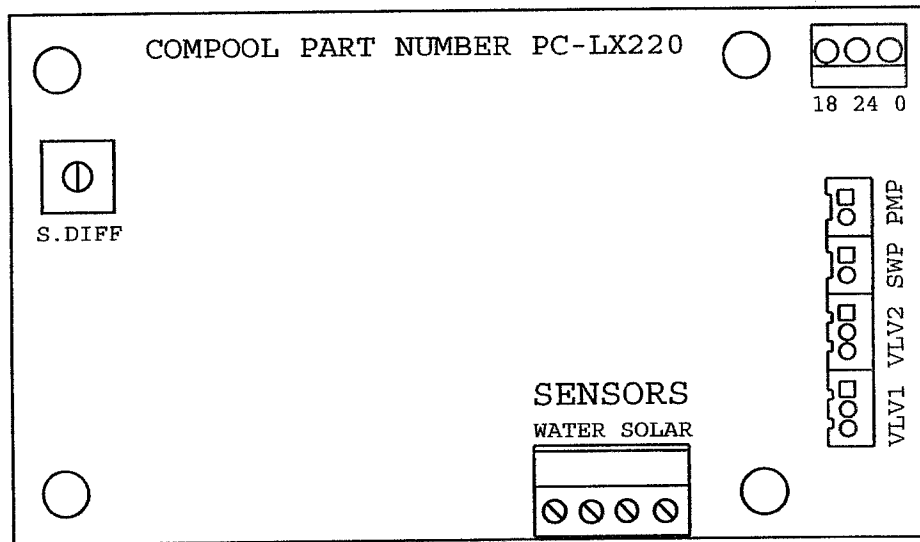 COMPOOL PART NUMBER PC-LX220
18 24 0
S.DIFF
PMP
SWP
VLV2
VLV1
SENSORS
WATER SOLAR